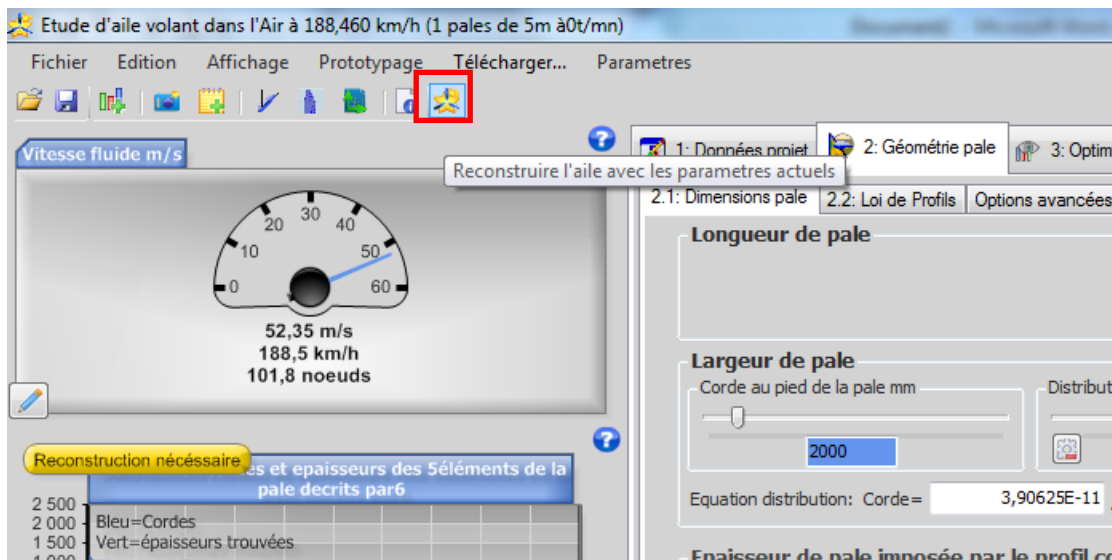 Etude d'aile volant dans l'Air à 188,460 km/h (1 pales de 5m à0t/mn)
Fichier Edition Affichage Prototypage Télécharger... Parametres
Vitesse fluide m/s
1: Données projet 2: Géométrie pale 3: Optim
Reconstruire l'aile avec les parametres actuels
2.1: Dimensions pale 2.2: Loi de Profils Options avancées
Longueur de pale
0 10 20 30 40 50 60
52,35 m/s
188,5 km/h
101,8 noeuds
Largeur de pale
Corde au pied de la pale mm Distribut
2000
Reconstruction nécéssaire
es et epaisseurs des 5éléments de la
pale decrits par6
Equation distribution: Corde= 3,90625E-11
2 500
2 000 Bleu=Cordes
1 500 Vert=épaisseurs trouvées
1 000
Epaisseur de pale imposée par le profil co